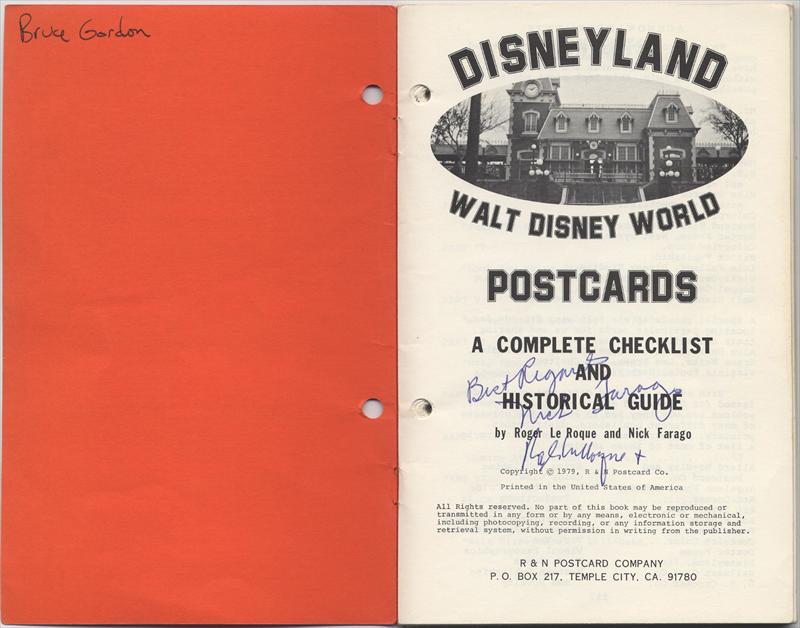 Bruce Gordon
DISNEYLAND
WALT DISNEY WORLD
POSTCARDS
A COMPLETE CHECKLIST
AND
HISTORICAL GUIDE
Best Regards
Nick Farago
by Roger Le Roque and Nick Farago
Copyright © 1979, R & N Postcard Co.
Printed in the United States of America
All Rights reserved. No part of this book may be reproduced or
transmitted in any form or by any means, electronic or mechanical,
including photocopying, recording, or any information storage and
retrieval system, without permission in writing from the publisher.
R & N POSTCARD COMPANY
P. O. BOX 217, TEMPLE CITY, CA. 91780